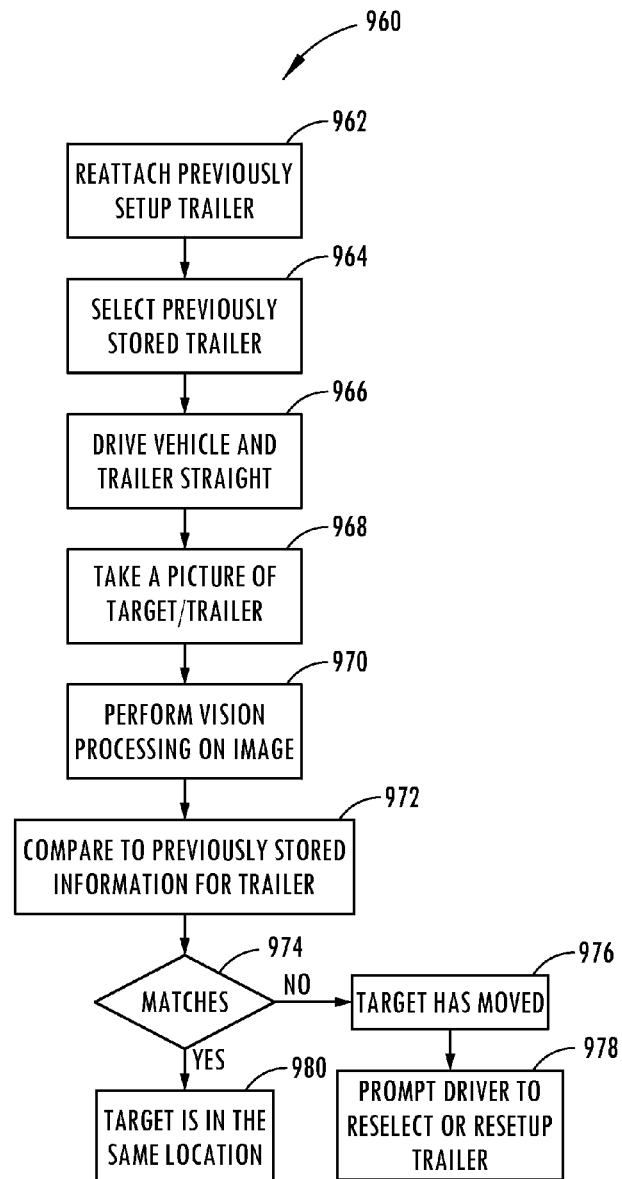 960
962
REATTACH PREVIOUSLY
SETUP TRAILER
964
SELECT PREVIOUSLY
STORED TRAILER
966
DRIVE VEHICLE AND
TRAILER STRAIGHT
968
TAKE A PICTURE OF
TARGET/TRAILER
970
PERFORM VISION
PROCESSING ON IMAGE
972
COMPARE TO PREVIOUSLY STORED
INFORMATION FOR TRAILER
974
MATCHES
NO
976
TARGET HAS MOVED
YES
980
TARGET IS IN THE
SAME LOCATION
978
PROMPT DRIVER TO
RESELECT OR RESETUP
TRAILER